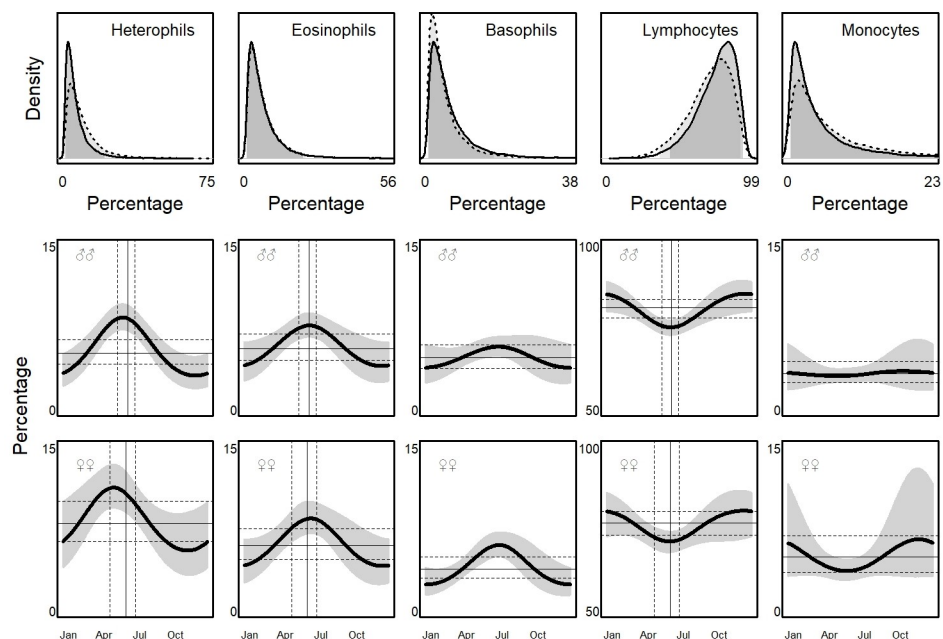 Heterophils Eosinophils Basophils Lymphocytes Monocytes
Density
0 75 0 56 0 38 0 99 0 23
Percentage Percentage Percentage Percentage Percentage
15 15 15 100 15
♂♂ ♂♂ ♂♂ ♂♂ ♂♂
0 0 0 50 0
Percentage
15 15 15 100 15
♀♀ ♀♀ ♀♀ ♀♀ ♀♀
0 0 0 50 0
Jan Apr Jul Oct Jan Apr Jul Oct Jan Apr Jul Oct Jan Apr Jul Oct Jan Apr Jul Oct